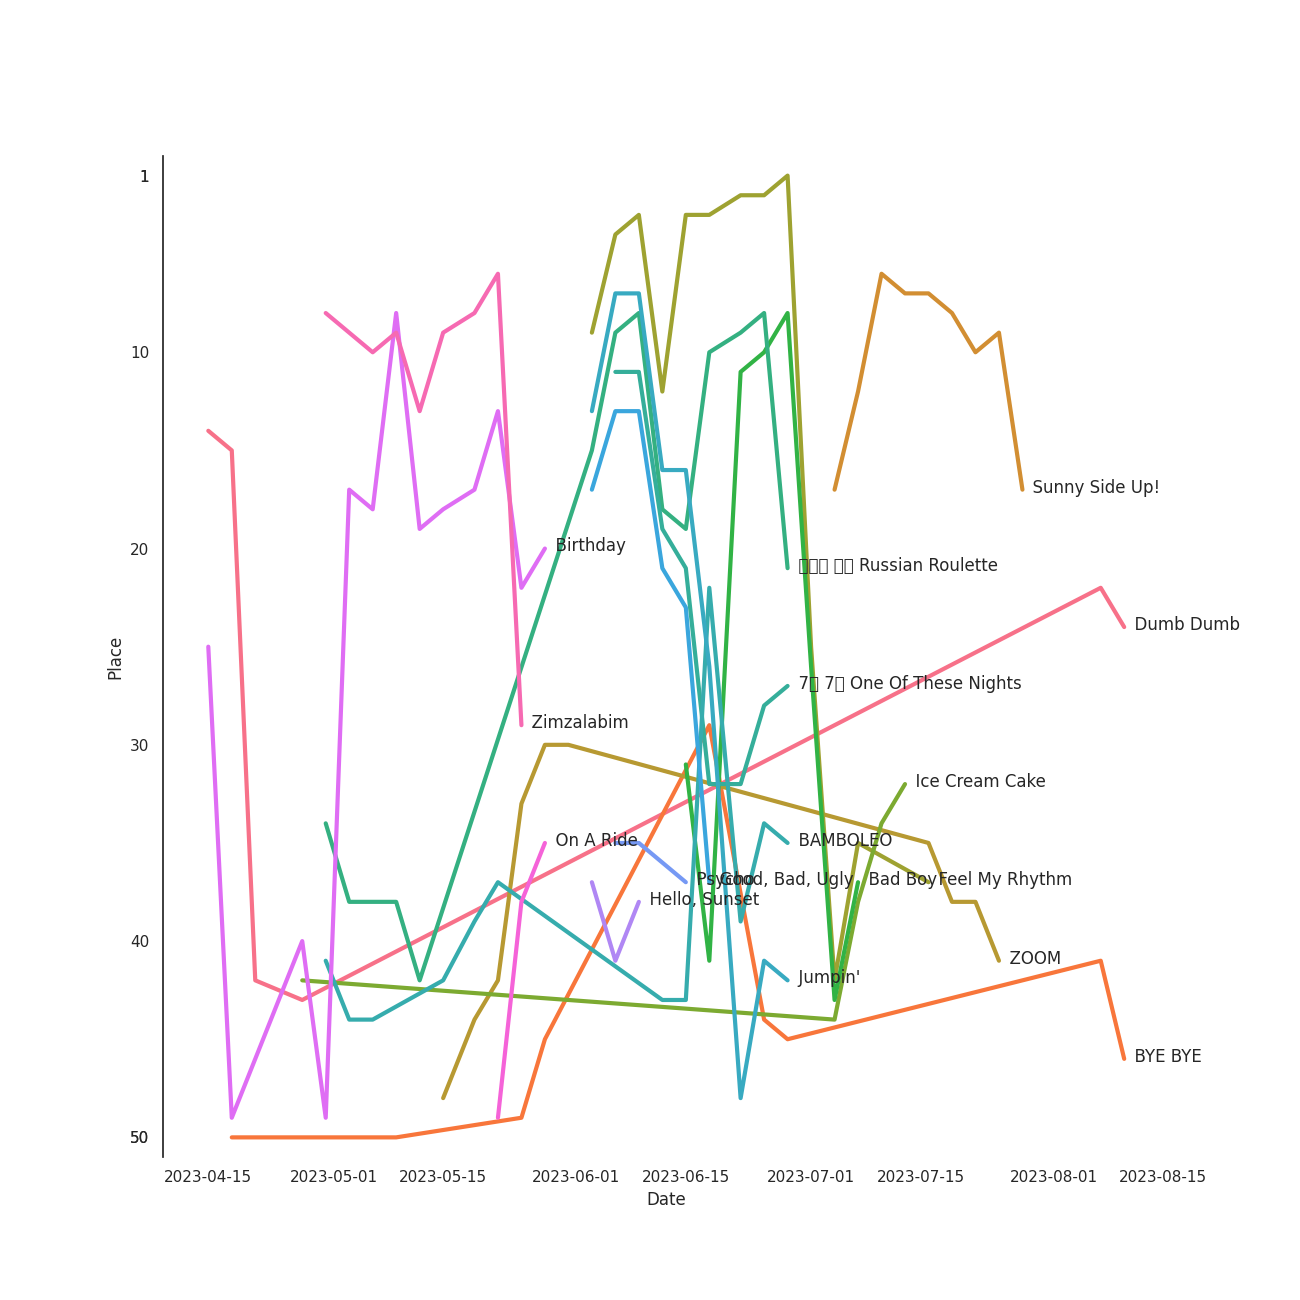 1
10
Sunny Side Up!
20
Birthday
Russian Roulette
Dumb Dumb
7 7 One Of These Nights
Place
30
Zimzalabim
Ice Cream Cake
On A Ride
BAMBOLEO
Psycho
Good, Bad, Ugly
Bad Boy
Feel My Rhythm
Hello, Sunset
40
ZOOM
Jumpin'
BYE BYE
50
2023-04-15 2023-05-01 2023-05-15 2023-06-01 2023-06-15 2023-07-01 2023-07-15 2023-08-01 2023-08-15
Date